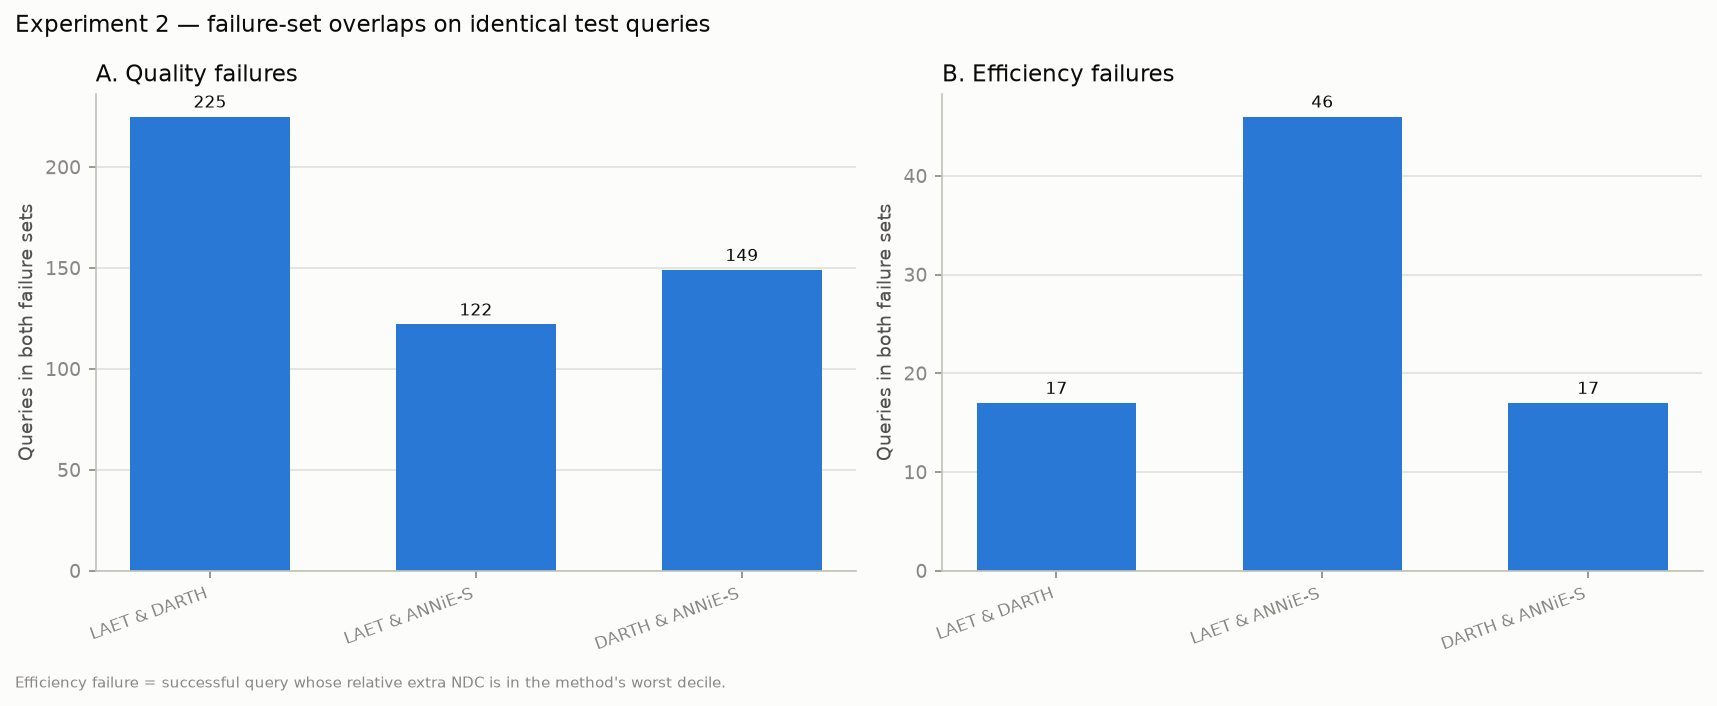 Experiment 2 — failure-set overlaps on identical test queries
A. Quality failures
Queries in both failure sets
200
150
100
50
0
225
122
149
LAET & DARTH
LAET & ANNiE-S
DARTH & ANNiE-S
B. Efficiency failures
Queries in both failure sets
40
30
20
10
0
17
46
17
LAET & DARTH
LAET & ANNiE-S
DARTH & ANNiE-S
Efficiency failure = successful query whose relative extra NDC is in the method's worst decile.